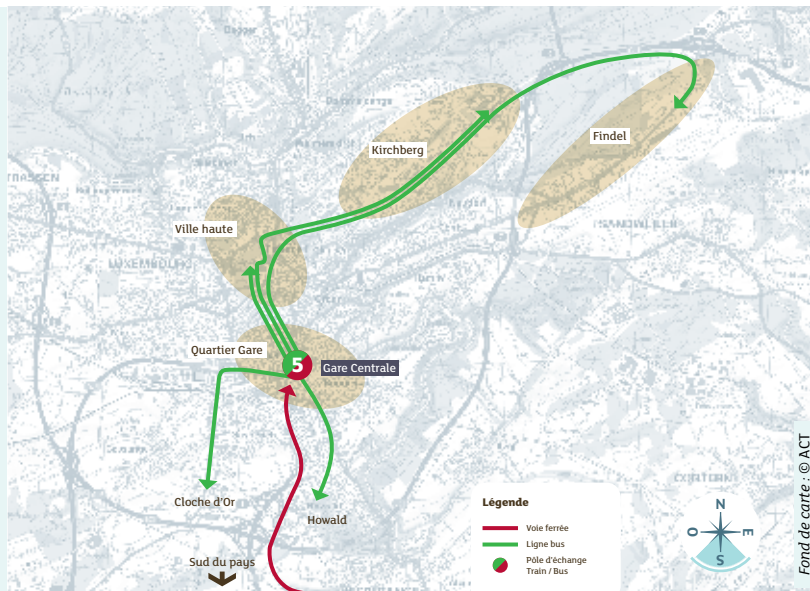 Kirchberg
Findel
Ville haute
Quartier Gare
5
Gare Centrale
Cloche d'Or
Howald
Sud du pays
Légende
Voie ferrée
Ligne bus
Pôle d'échange
Train / Bus
N
O
E
S
Fond de carte : © ACT